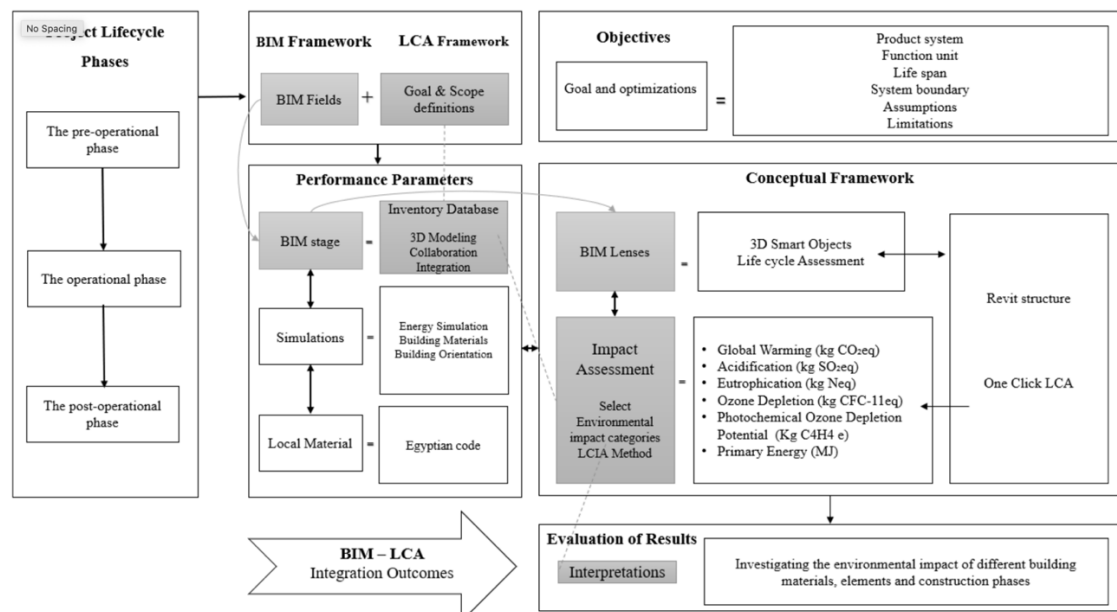 No Spacing
Project Lifecycle
Phases
The pre-operational
phase
The operational phase
The post-operational
phase
BIM Framework
LCA Framework
BIM Fields
+
Goal & Scope
definitions
Objectives
Goal and optimizations
=
Product system
Function unit
Life span
System boundary
Assumptions
Limitations
Performance Parameters
BIM stage
=
Inventory Database
3D Modeling
Collaboration
Integration
Simulations
=
Energy Simulation
Building Materials
Building Orientation
Local Material
=
Egyptian code
Conceptual Framework
BIM Lenses
=
3D Smart Objects
Life cycle Assessment
Impact
Assessment
Select
Environmental
impact categories
LCIA Method
=
• Global Warming (kg CO₂eq)
• Acidification (kg SO₂eq)
• Eutrophication (kg Neq)
• Ozone Depletion (kg CFC-11eq)
• Photochemical Ozone Depletion
Potential (Kg C4H4 e)
• Primary Energy (MJ)
Revit structure
One Click LCA
BIM – LCA
Integration Outcomes
Evaluation of Results
Interpretations
Investigating the environmental impact of different building
materials, elements and construction phases